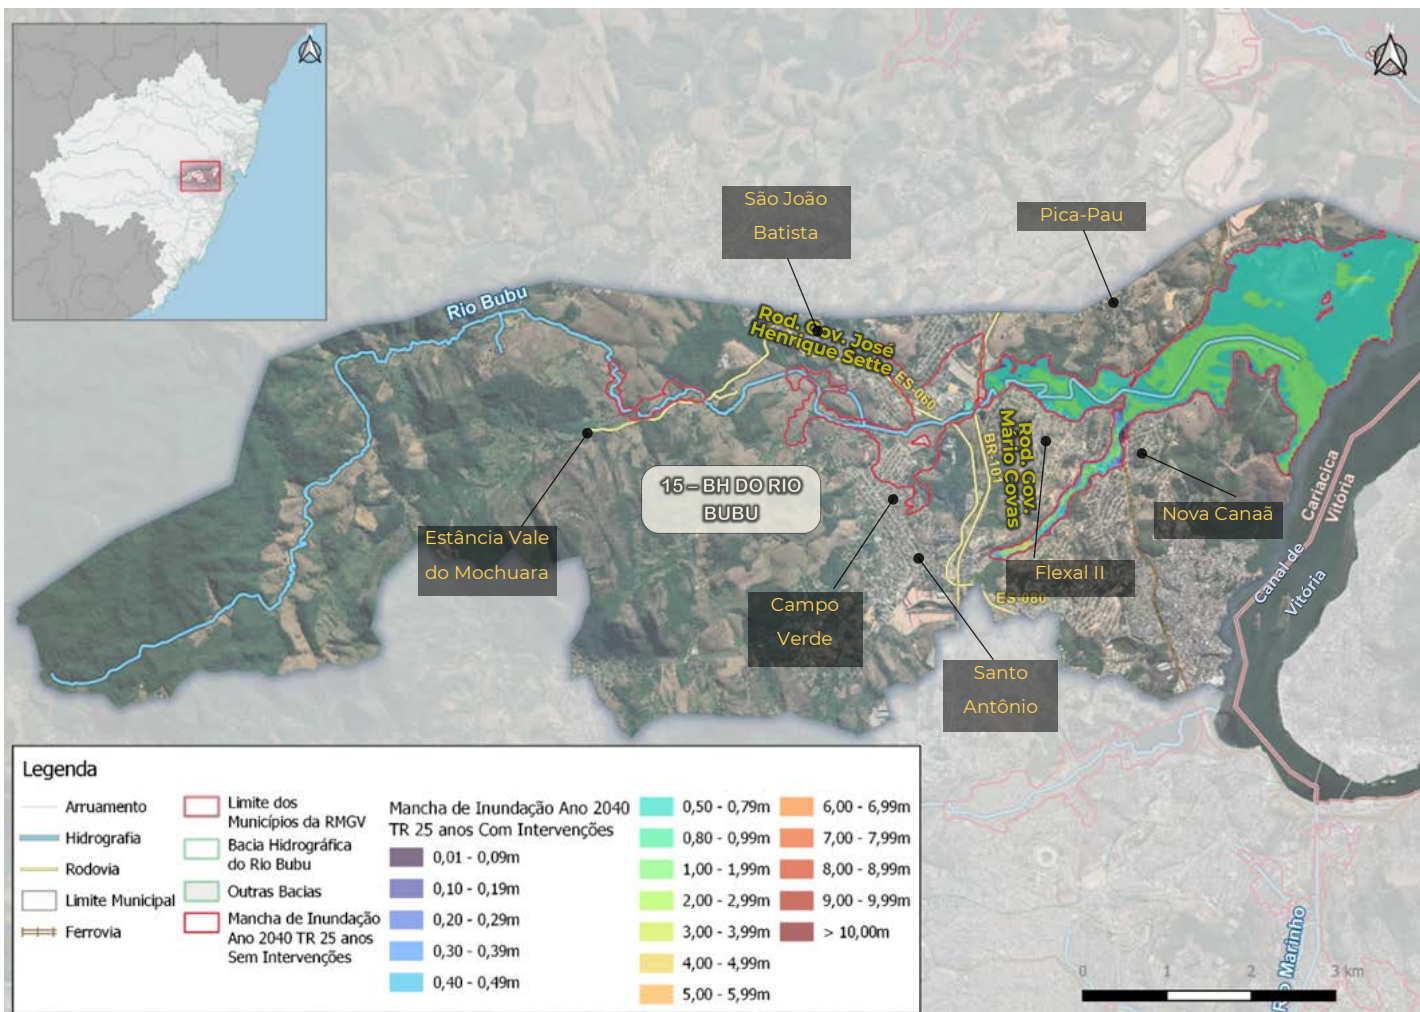 São João
Batista
Pica-Pau
Rio Bubu
Rod. Gov. José
Henrique Sette
ES-060
Rod. Gov.
Mário Covas
BR-101
15 – BH DO RIO
BUBU
Estância Vale
do Mochuara
Nova Canaã
Flexal II
ES-080
Campo
Verde
Santo
Antônio
Cariacica
Vitória
Canal de
Vitória
Legenda
Arruamento
Hidrografia
Rodovia
Limite Municipal
Ferrovia
Limite dos
Municípios da RMGV
Bacia Hidrográfica
do Rio Bubu
Outras Bacias
Mancha de Inundação
Ano 2040 TR 25 anos
Sem Intervenções
Mancha de Inundação Ano 2040
TR 25 anos Com Intervenções
0,01 - 0,09m
0,10 - 0,19m
0,20 - 0,29m
0,30 - 0,39m
0,40 - 0,49m
0,50 - 0,79m
0,80 - 0,99m
1,00 - 1,99m
2,00 - 2,99m
3,00 - 3,99m
4,00 - 4,99m
5,00 - 5,99m
6,00 - 6,99m
7,00 - 7,99m
8,00 - 8,99m
9,00 - 9,99m
> 10,00m
0 1 2 3 km
Rio Marinho